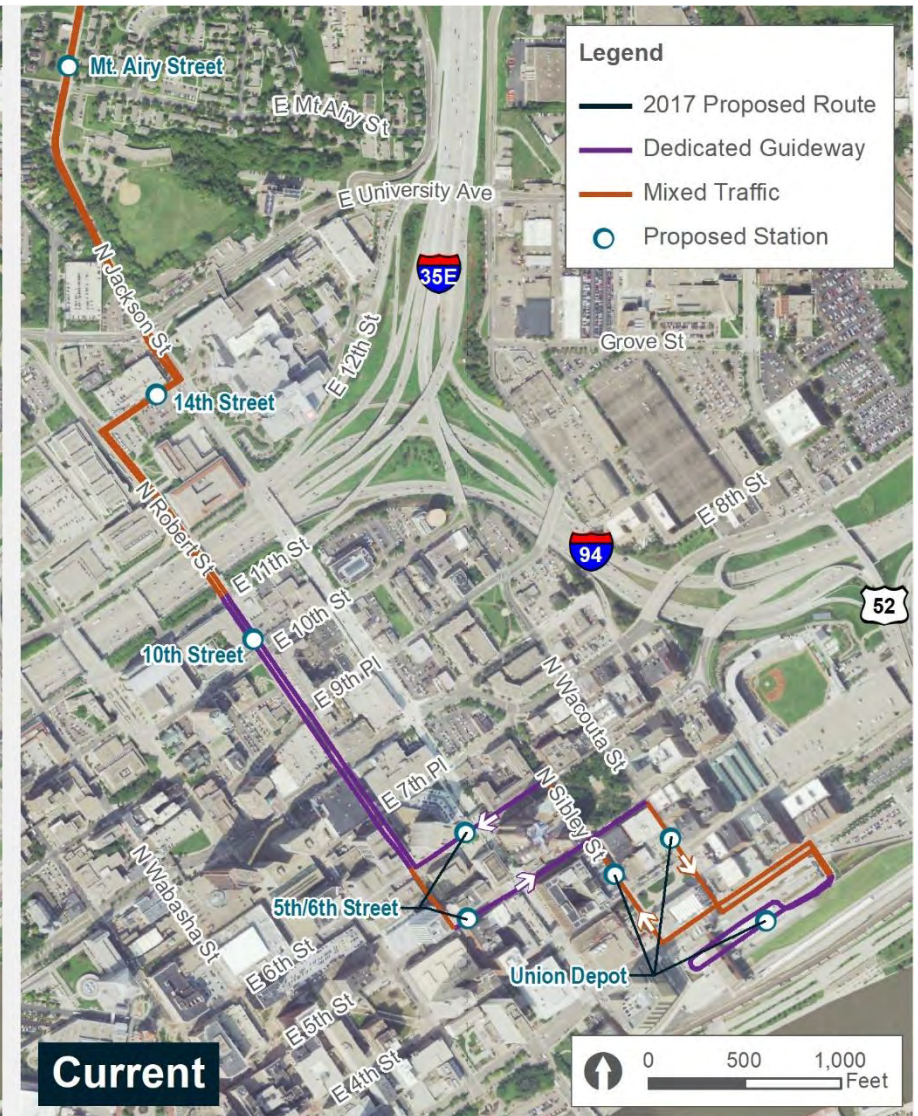 Mt. Airy Street
E Mt Airy St
E University Ave
35E
N Jackson St
E 12th St
Grove St
14th Street
N Robert St
E 8th St
94
52
E 11th St
E 10th St
10th Street
E 9th Pl
N Wacouta St
E 7th Pl
N Sibley St
N Wabasha St
5th/6th Street
E 6th St
Union Depot
E 5th St
E 4th St
Legend
2017 Proposed Route
Dedicated Guideway
Mixed Traffic
Proposed Station
Current
0 500 1,000
Feet